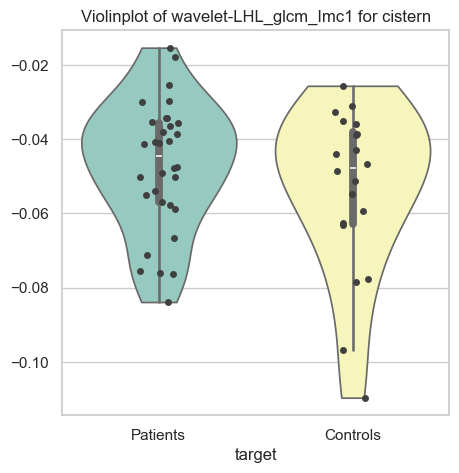 Violinplot of wavelet-LHL_glcm_Imc1 for cistern
−0.02
−0.04
−0.06
−0.08
−0.10
Patients
Controls
target